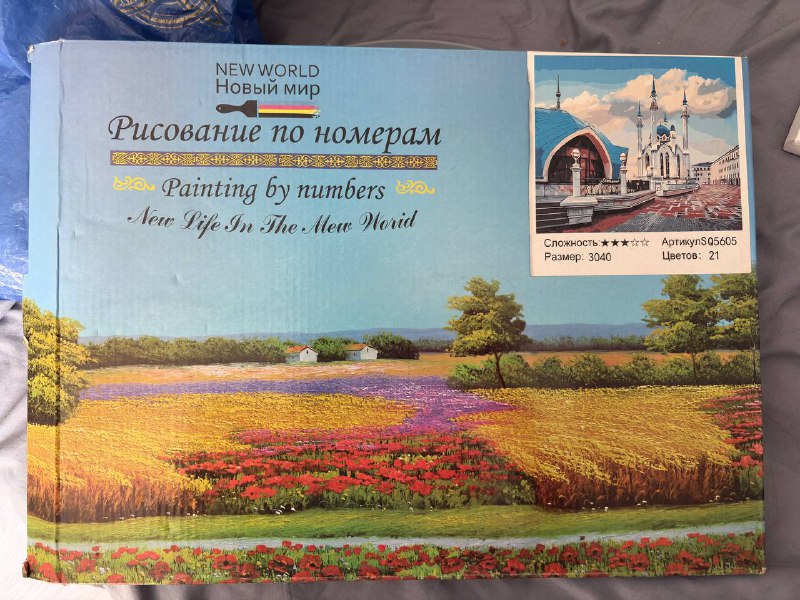 NEW WORLD
Новый мир
Рисование по номерам
Painting by numbers
New Life In The Mew Worid
Сложность:★★★☆☆ АртикулSQ5605
Размер: 3040 Цветов: 21